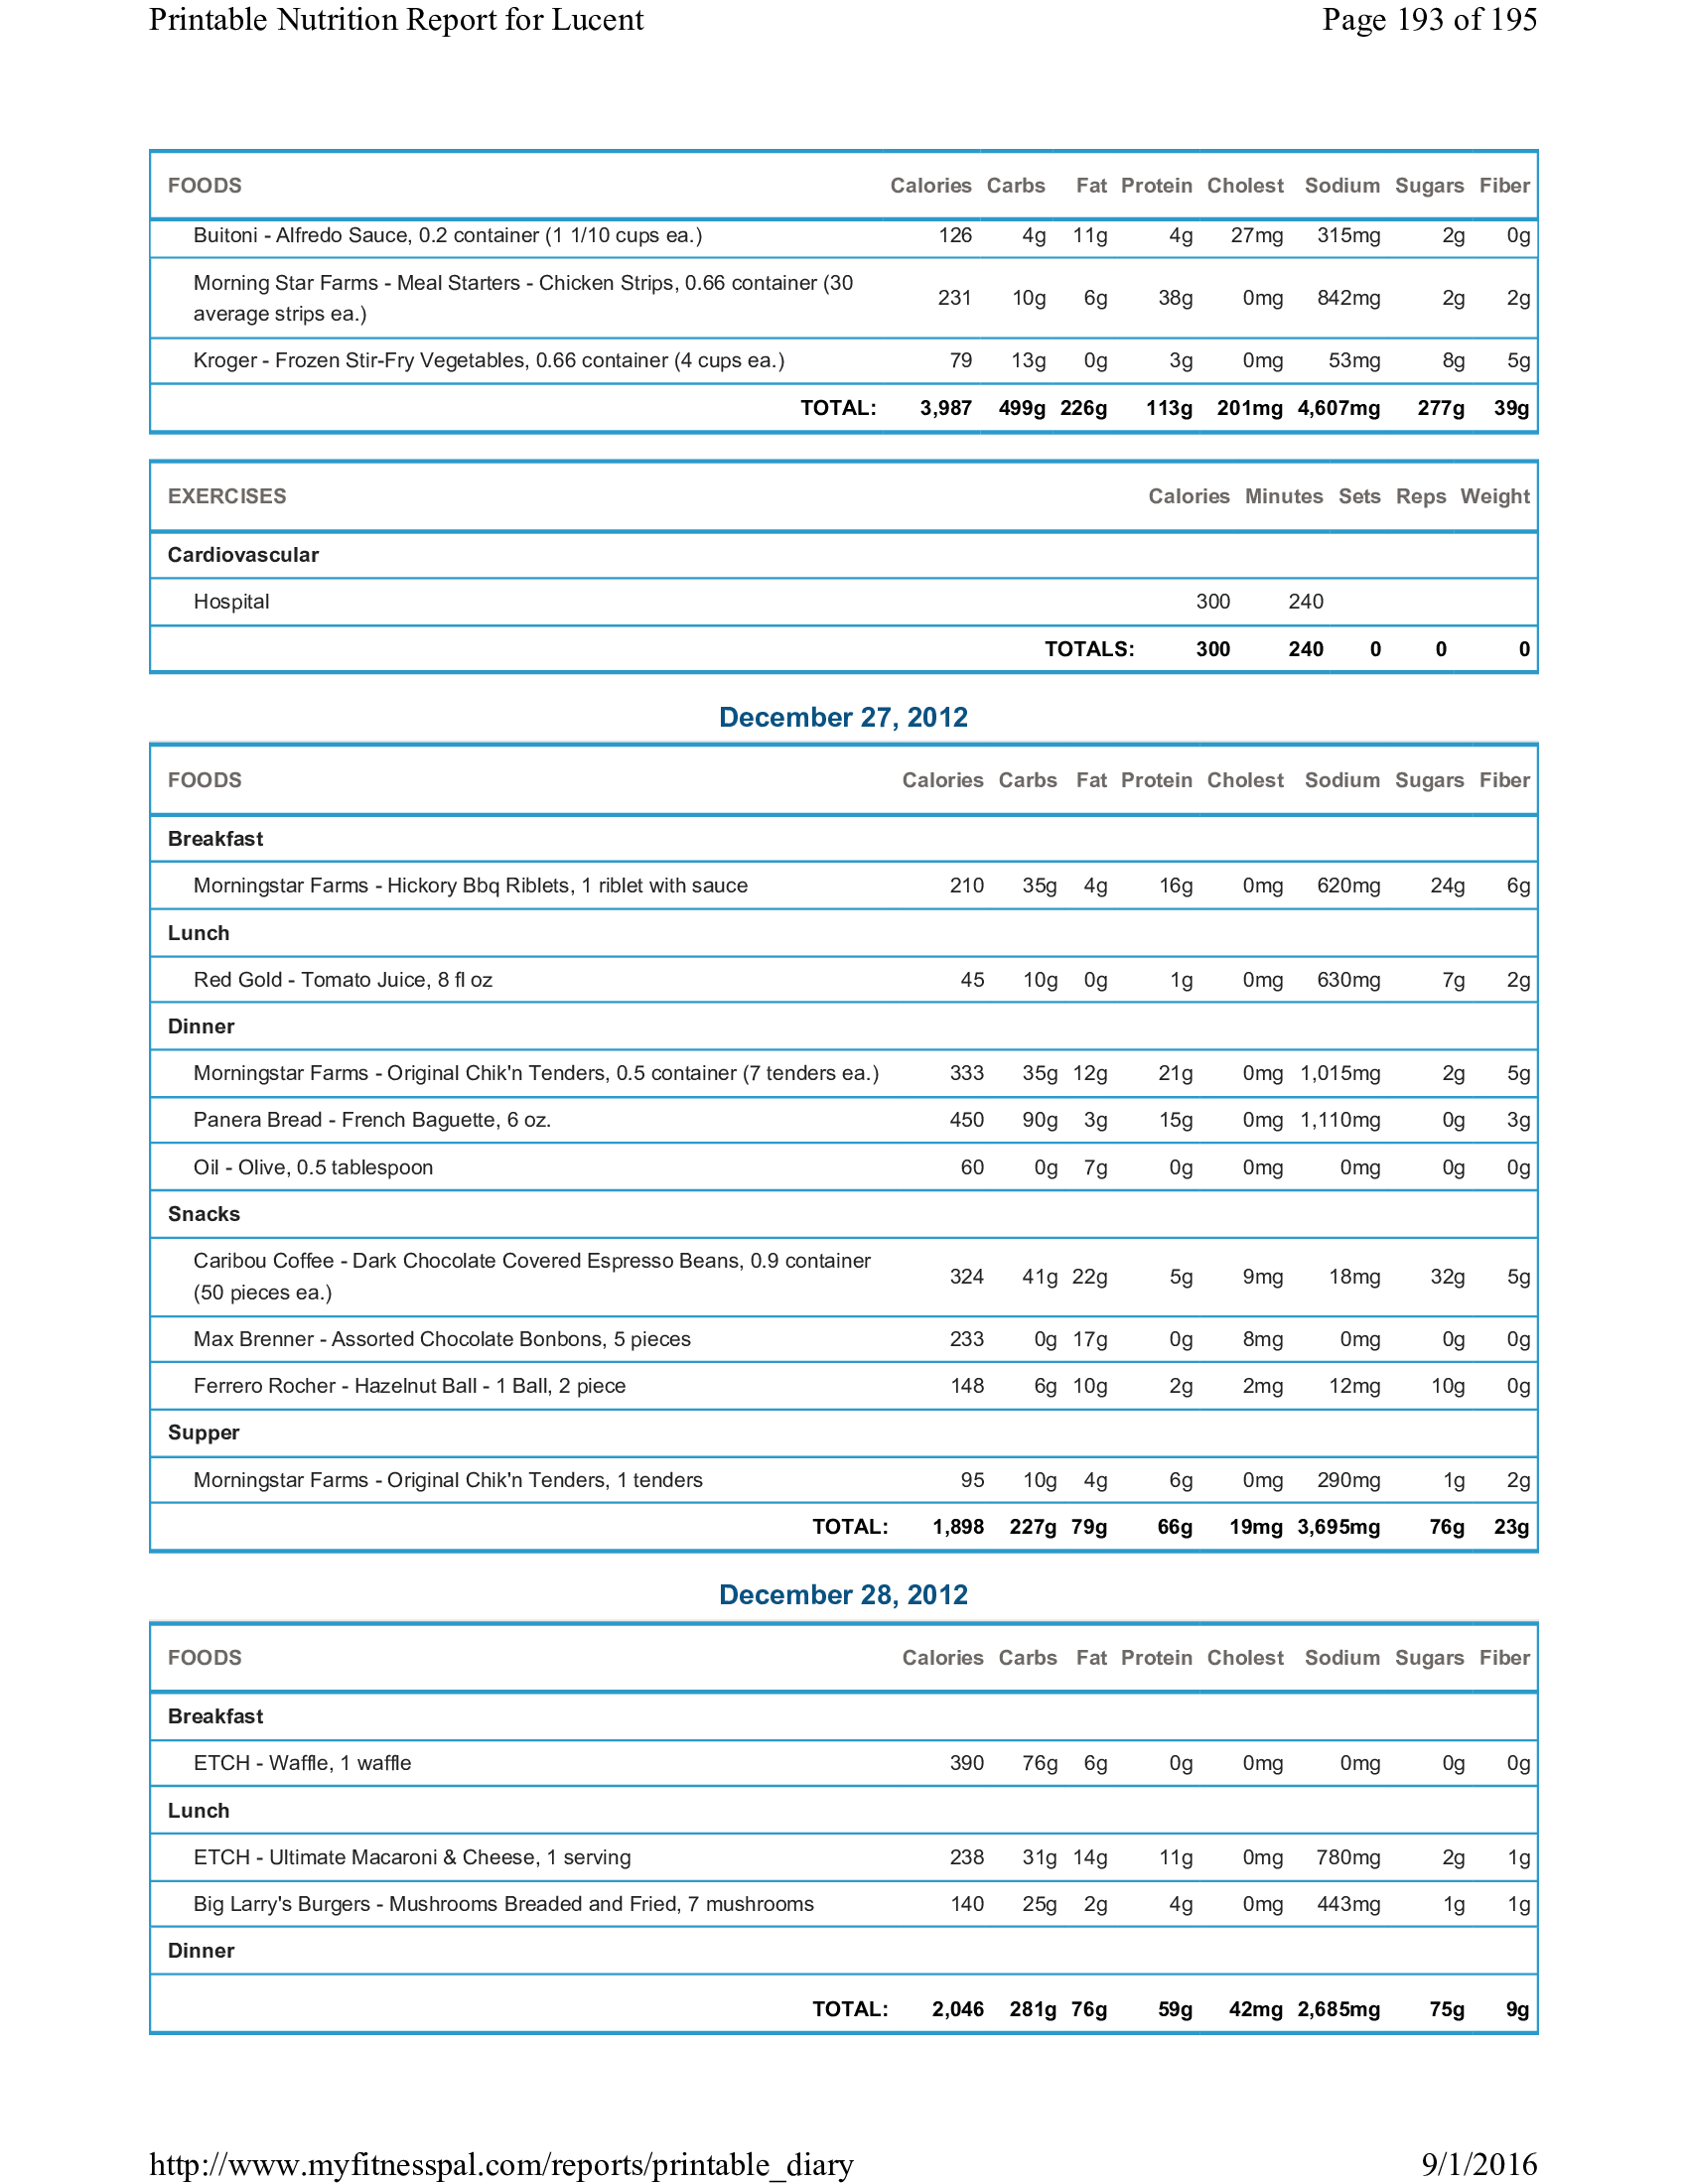 Printable Nutrition Report for Lucent Page 193 of 195
FOODS Calories Carbs Fat Protein Cholest Sodium Sugars Fiber
Buitoni - Alfredo Sauce, 0.2 container (1 1/10 cups ea.) 126 4g 11g 4g 27mg 315mg 2g 0g
Morning Star Farms - Meal Starters - Chicken Strips, 0.66 container (30
average strips ea.) 231 10g 6g 38g 0mg 842mg 2g 2g
Kroger - Frozen Stir-Fry Vegetables, 0.66 container (4 cups ea.) 79 13g 0g 3g 0mg 53mg 8g 5g
TOTAL: 3,987 499g 226g 113g 201mg 4,607mg 277g 39g
EXERCISES Calories Minutes Sets Reps Weight
Cardiovascular
Hospital 300 240
TOTALS: 300 240 0 0 0
December 27, 2012
FOODS Calories Carbs Fat Protein Cholest Sodium Sugars Fiber
Breakfast
Morningstar Farms - Hickory Bbq Riblets, 1 riblet with sauce 210 35g 4g 16g 0mg 620mg 24g 6g
Lunch
Red Gold - Tomato Juice, 8 fl oz 45 10g 0g 1g 0mg 630mg 7g 2g
Dinner
Morningstar Farms - Original Chik'n Tenders, 0.5 container (7 tenders ea.) 333 35g 12g 21g 0mg 1,015mg 2g 5g
Panera Bread - French Baguette, 6 oz. 450 90g 3g 15g 0mg 1,110mg 0g 3g
Oil - Olive, 0.5 tablespoon 60 0g 7g 0g 0mg 0mg 0g 0g
Snacks
Caribou Coffee - Dark Chocolate Covered Espresso Beans, 0.9 container
(50 pieces ea.) 324 41g 22g 5g 9mg 18mg 32g 5g
Max Brenner - Assorted Chocolate Bonbons, 5 pieces 233 0g 17g 0g 8mg 0mg 0g 0g
Ferrero Rocher - Hazelnut Ball - 1 Ball, 2 piece 148 6g 10g 2g 2mg 12mg 10g 0g
Supper
Morningstar Farms - Original Chik'n Tenders, 1 tenders 95 10g 4g 6g 0mg 290mg 1g 2g
TOTAL: 1,898 227g 79g 66g 19mg 3,695mg 76g 23g
December 28, 2012
FOODS Calories Carbs Fat Protein Cholest Sodium Sugars Fiber
Breakfast
ETCH - Waffle, 1 waffle 390 76g 6g 0g 0mg 0mg 0g 0g
Lunch
ETCH - Ultimate Macaroni & Cheese, 1 serving 238 31g 14g 11g 0mg 780mg 2g 1g
Big Larry's Burgers - Mushrooms Breaded and Fried, 7 mushrooms 140 25g 2g 4g 0mg 443mg 1g 1g
Dinner
TOTAL: 2,046 281g 76g 59g 42mg 2,685mg 75g 9g
http://www.myfitnesspal.com/reports/printable_diary 9/1/2016